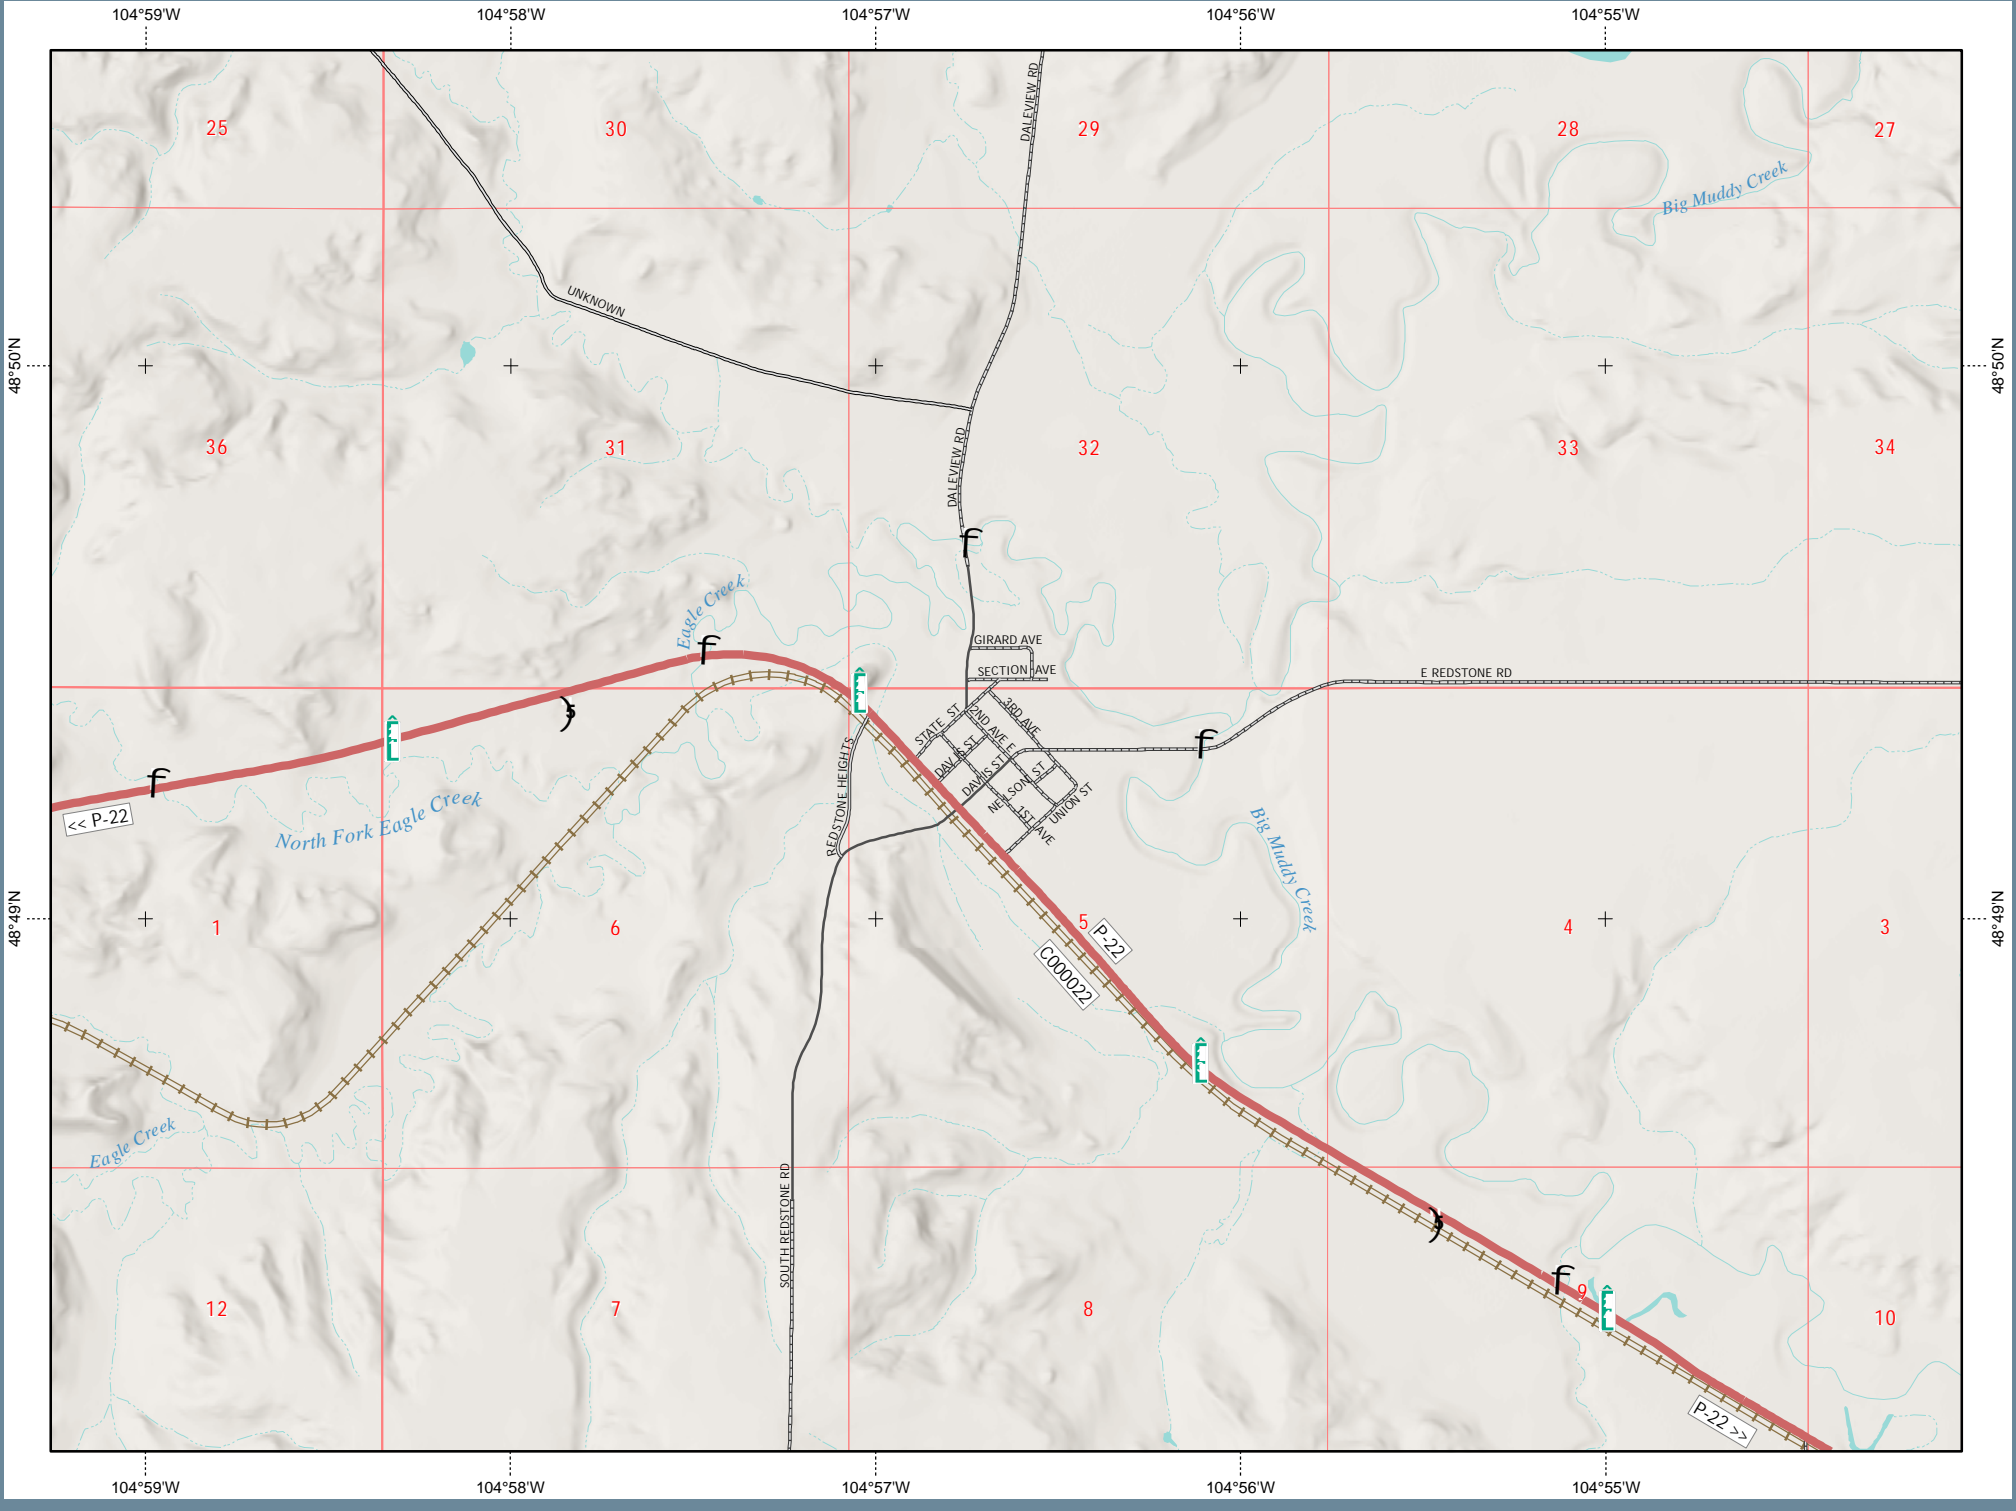 104°59'W 104°58'W 104°57'W 104°56'W 104°55'W
DALEVIEW RD
25 30 29 28 27
Big Muddy Creek
UNKNOWN
48°50'N 48°50'N
DALEVIEW RD
36 31 32 33 34
f
Eagle Creek
f
GIRARD AVE
SECTION AVE
E REDSTONE RD
5
STATE ST
2ND AVE E
3RD AVE
f
f
REDSTONE HEIGHTS
DAVIS ST
DAVIS ST
NELSON ST
1ST AVE
UNION ST
<< P-22
North Fork Eagle Creek
Big Muddy Creek
48°49'N 48°49'N
1 6 5 4 3
P-22
C000022
Eagle Creek
SOUTH REDSTONE RD
5
f
12 7 8 9 10
P-22 >>
104°59'W 104°58'W 104°57'W 104°56'W 104°55'W